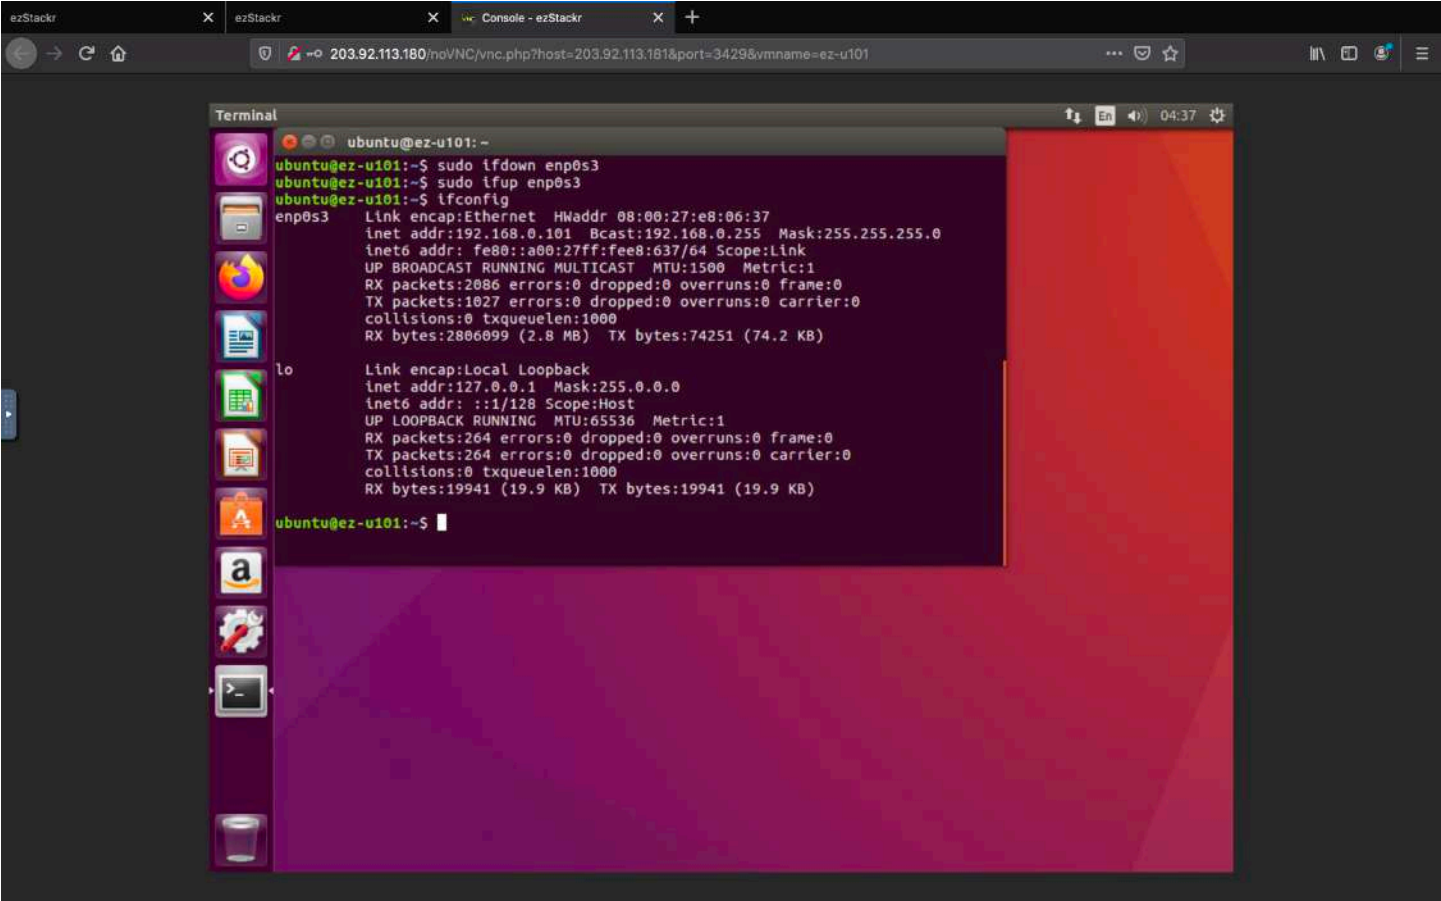 ezStackr
ezStackr
Console - ezStackr
203.92.113.180/noVNC/vnc.php?host=203.92.113.181&port=3429&vmname=ez-u101
Terminal
En
04:37
ubuntu@ez-u101: ~
ubuntu@ez-u101:~$ sudo ifdown enp0s3
ubuntu@ez-u101:~$ sudo ifup enp0s3
ubuntu@ez-u101:~$ ifconfig
enp0s3    Link encap:Ethernet  HWaddr 08:00:27:e8:06:37
          inet addr:192.168.0.101  Bcast:192.168.0.255  Mask:255.255.255.0
          inet6 addr: fe80::a00:27ff:fee8:637/64 Scope:Link
          UP BROADCAST RUNNING MULTICAST  MTU:1500  Metric:1
          RX packets:2086 errors:0 dropped:0 overruns:0 frame:0
          TX packets:1027 errors:0 dropped:0 overruns:0 carrier:0
          collisions:0 txqueuelen:1000
          RX bytes:2806099 (2.8 MB)  TX bytes:74251 (74.2 KB)
lo        Link encap:Local Loopback
          inet addr:127.0.0.1  Mask:255.0.0.0
          inet6 addr: ::1/128 Scope:Host
          UP LOOPBACK RUNNING  MTU:65536  Metric:1
          RX packets:264 errors:0 dropped:0 overruns:0 frame:0
          TX packets:264 errors:0 dropped:0 overruns:0 carrier:0
          collisions:0 txqueuelen:1000
          RX bytes:19941 (19.9 KB)  TX bytes:19941 (19.9 KB)
ubuntu@ez-u101:~$